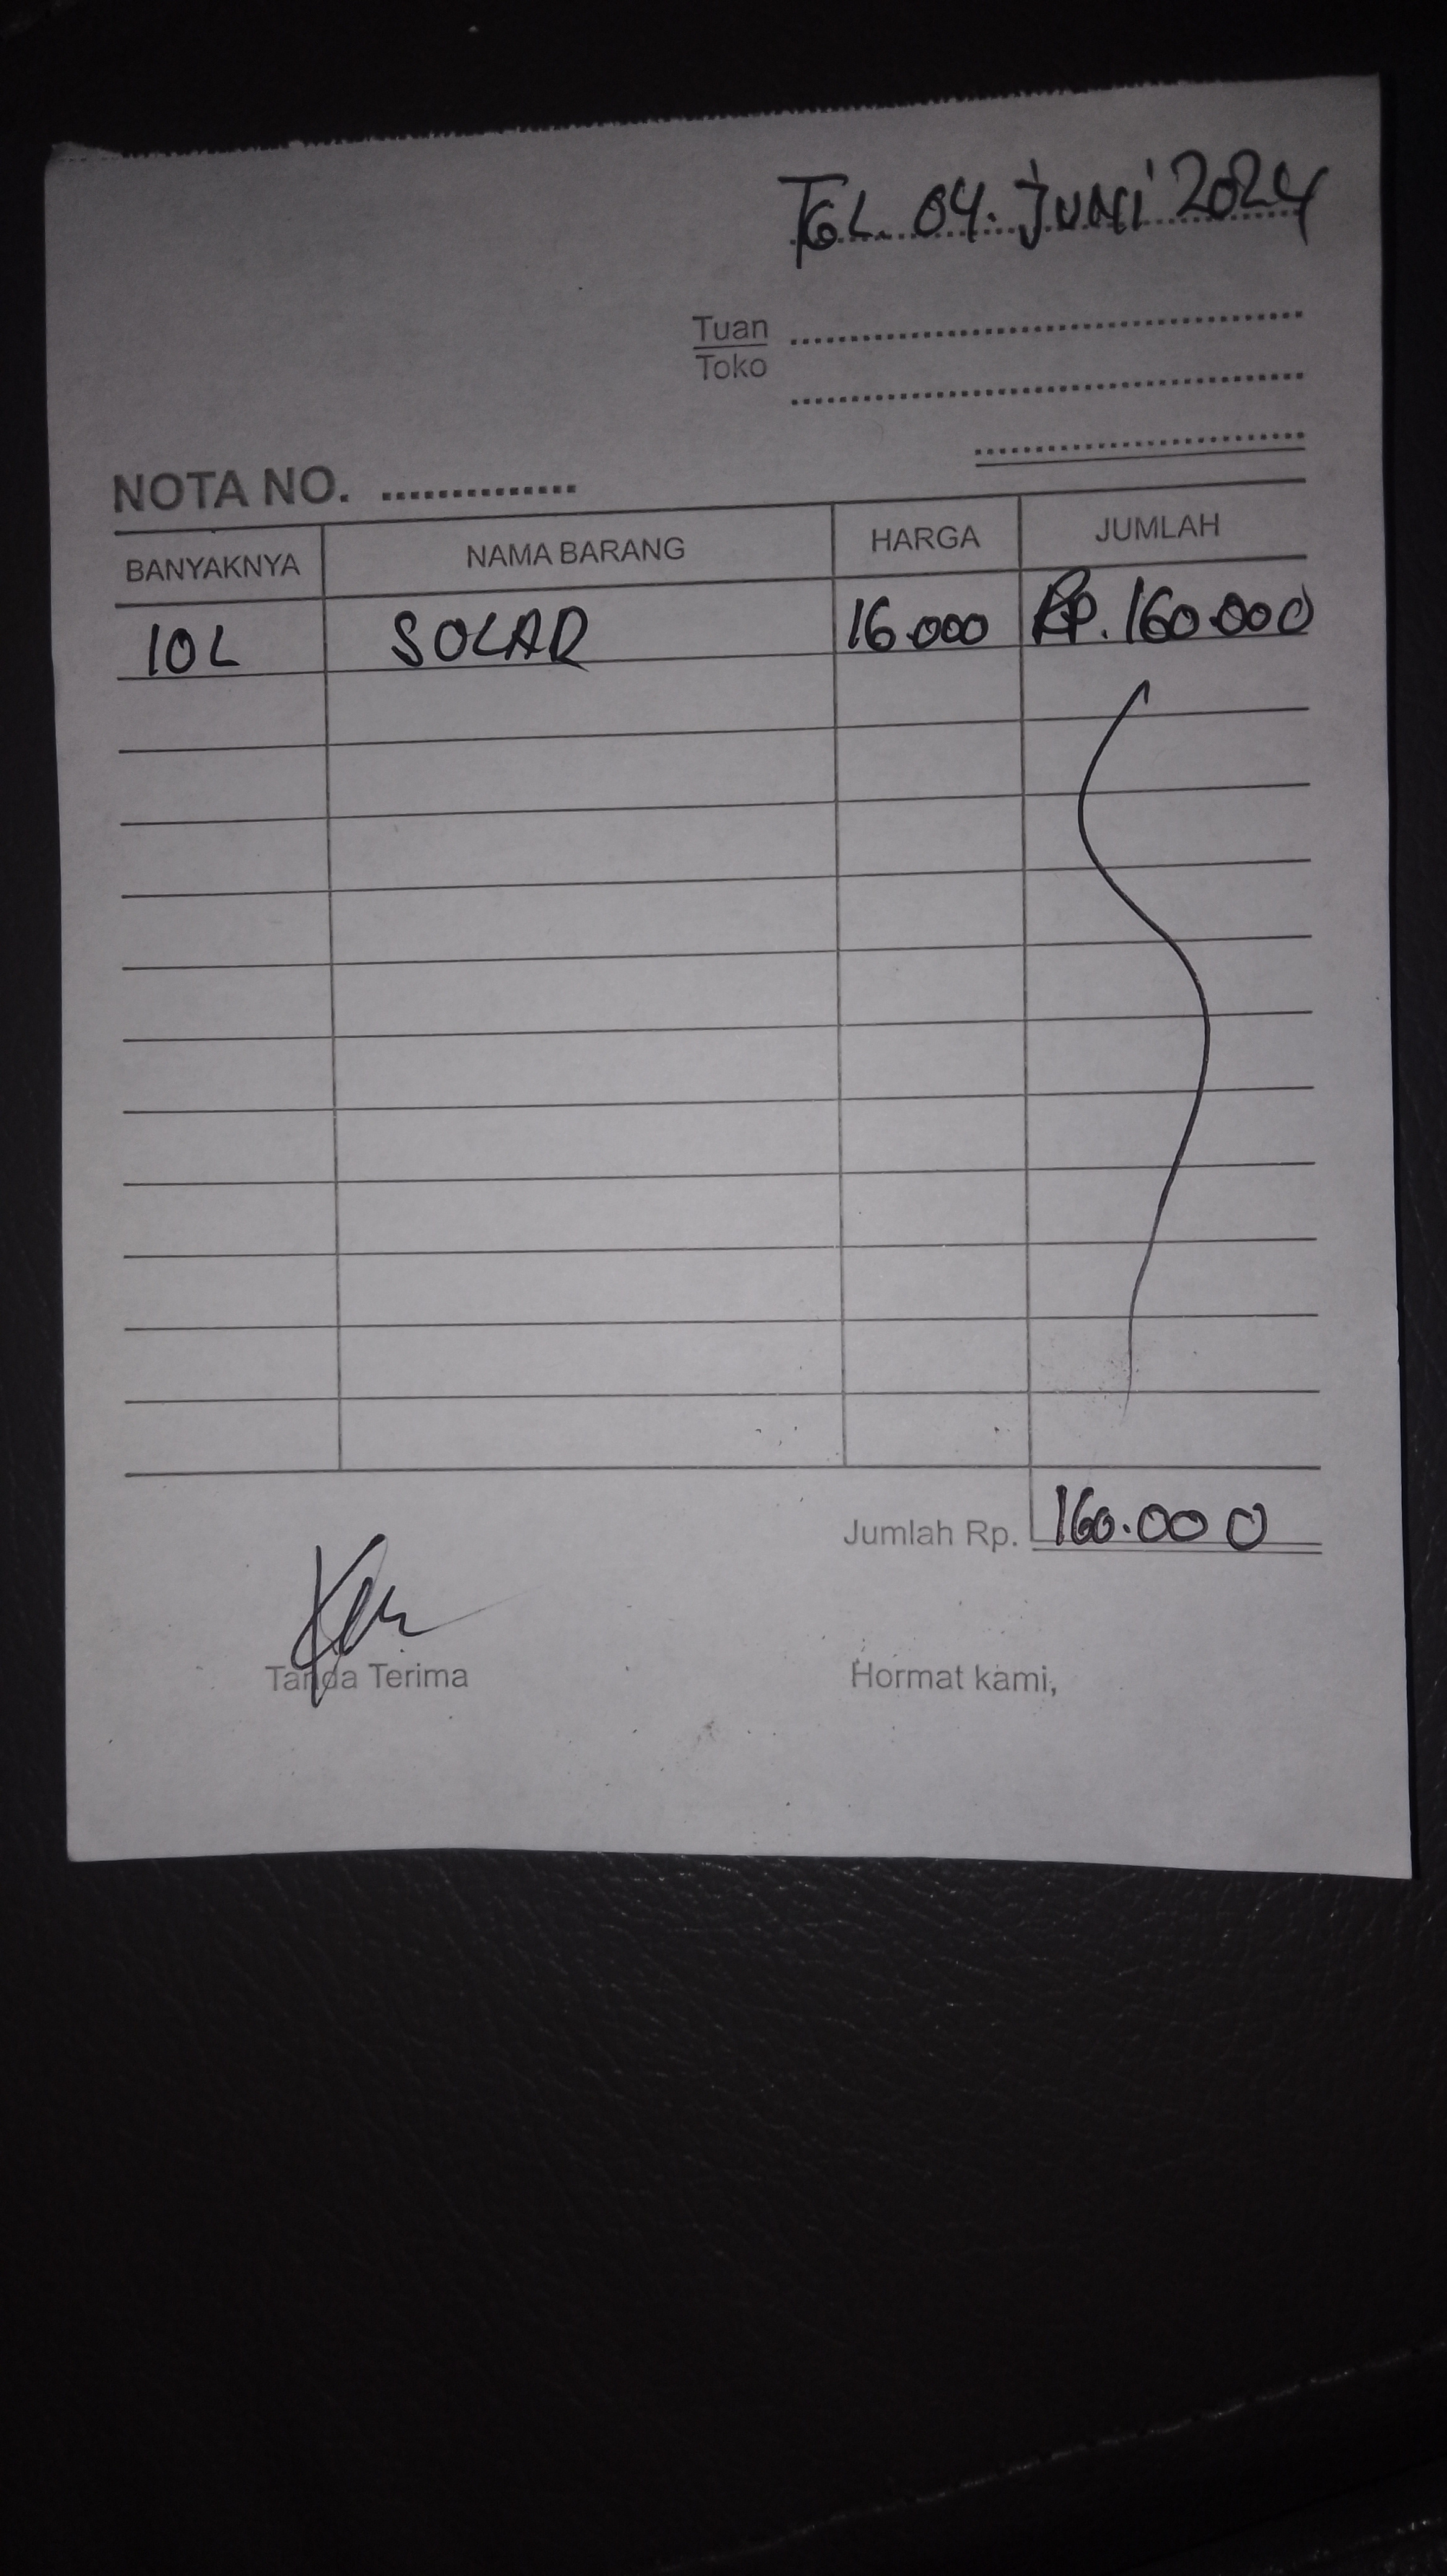 TGL. 04. JUNI 2024
Tuan
Toko
NOTA NO. ..............
BANYAKNYA NAMA BARANG HARGA JUMLAH
10 L SOLAR 16.000 Rp. 160.000
Jumlah Rp. 160.000
Tanda Terima Hormat kami,